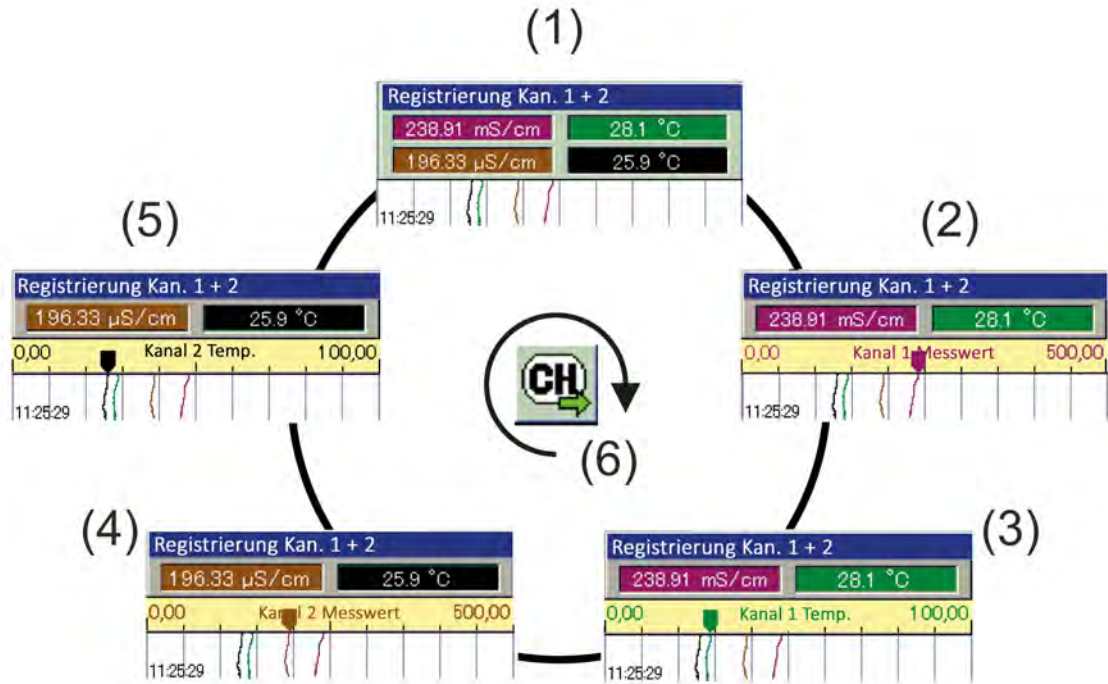 (1)
Registrierung Kan. 1 + 2
238.91 mS/cm 28.1 °C
196.33 µS/cm 25.9 °C
11:25:29
(5)
Registrierung Kan. 1 + 2
196.33 µS/cm 25.9 °C
0,00 Kanal 2 Temp. 100,00
11:25:29
(2)
Registrierung Kan. 1 + 2
238.91 mS/cm 28.1 °C
0,00 Kanal 1 Messwert 500,00
11:25:29
CH
(6)
(4)
Registrierung Kan. 1 + 2
196.33 µS/cm 25.9 °C
0,00 Kanal 2 Messwert 500,00
11:25:29
(3)
Registrierung Kan. 1 + 2
238.91 mS/cm 28.1 °C
0,00 Kanal 1 Temp. 100,00
11:25:29